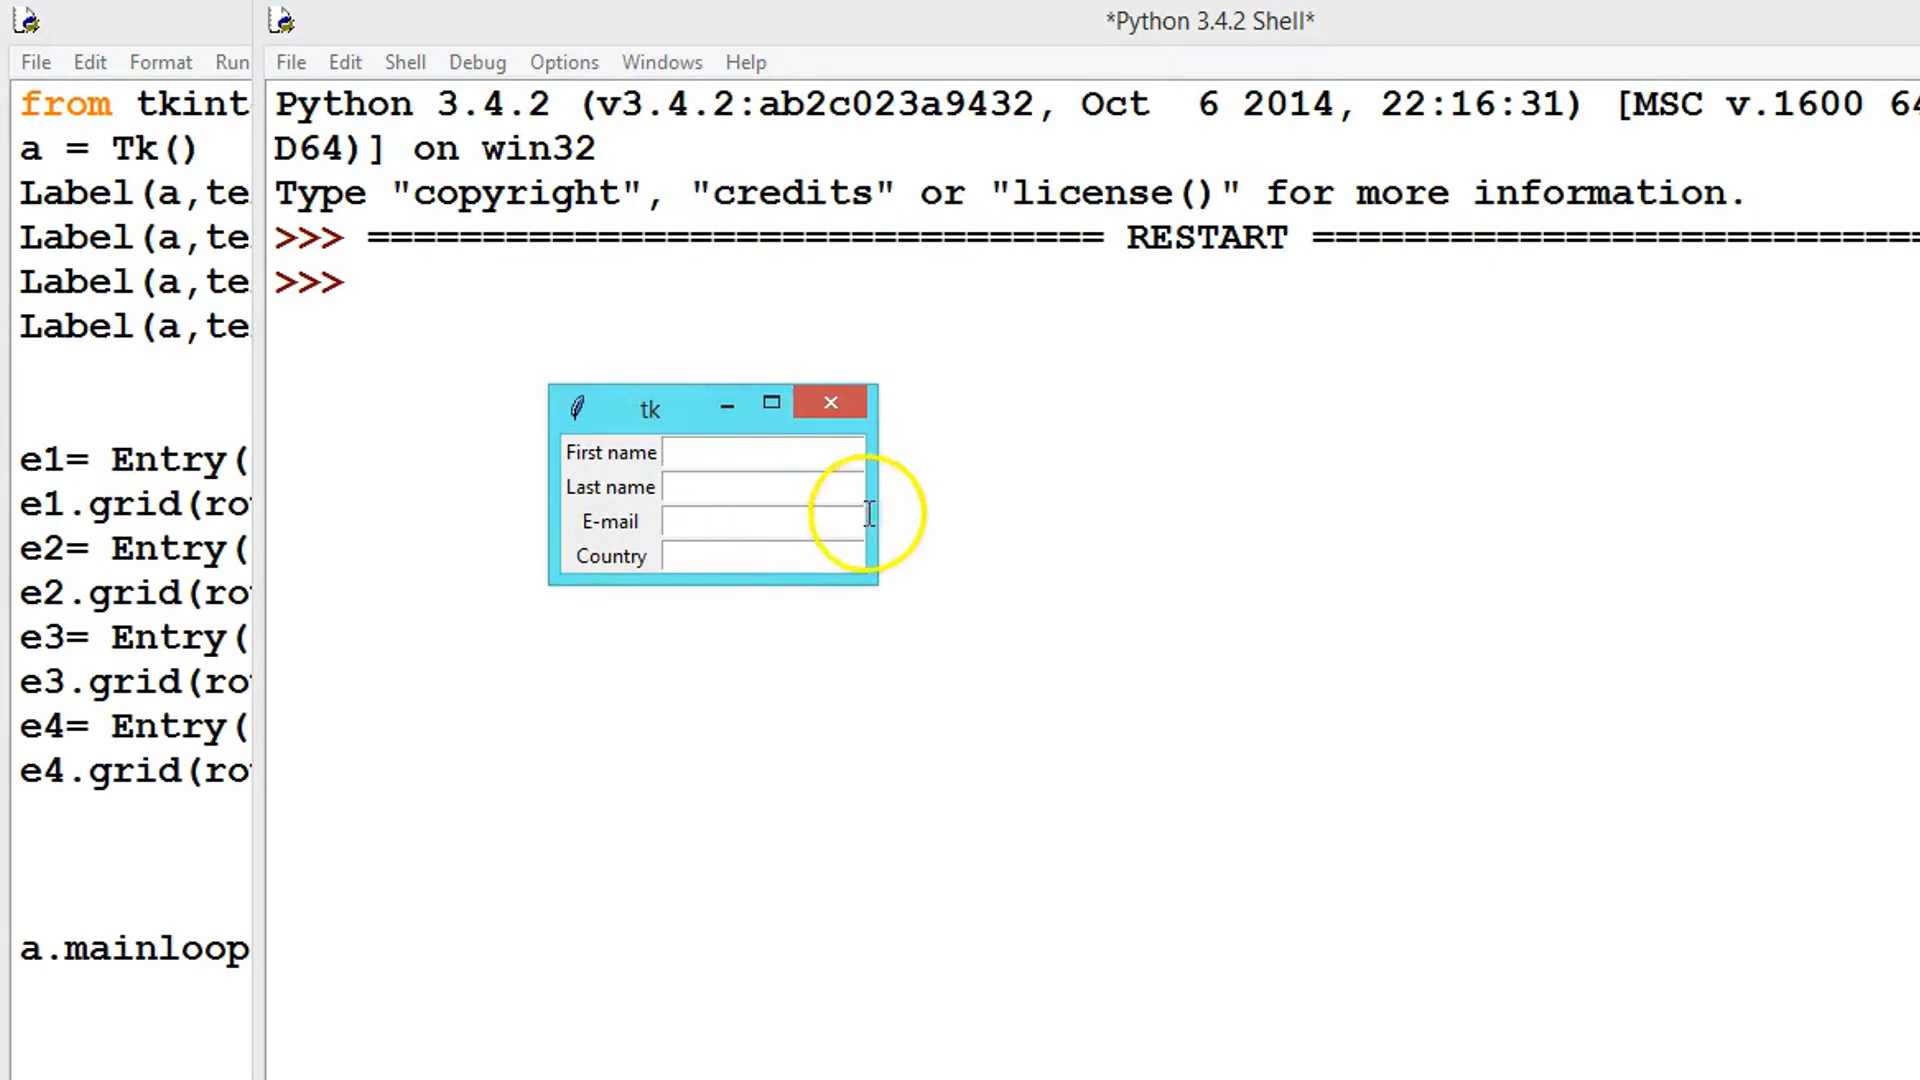 *Python 3.4.2 Shell*
File Edit Format Run
File Edit Shell Debug Options Windows Help
from tkint
a = Tk()
Label(a,te
Label(a,te
Label(a,te
Label(a,te
e1= Entry(
e1.grid(ro
e2= Entry(
e2.grid(ro
e3= Entry(
e3.grid(ro
e4= Entry(
e4.grid(ro
a.mainloop
Python 3.4.2 (v3.4.2:ab2c023a9432, Oct  6 2014, 22:16:31) [MSC v.1600 64
D64)] on win32
Type "copyright", "credits" or "license()" for more information.
>>> ================================ RESTART ===========================
>>>
tk
First name
Last name
E-mail
Country